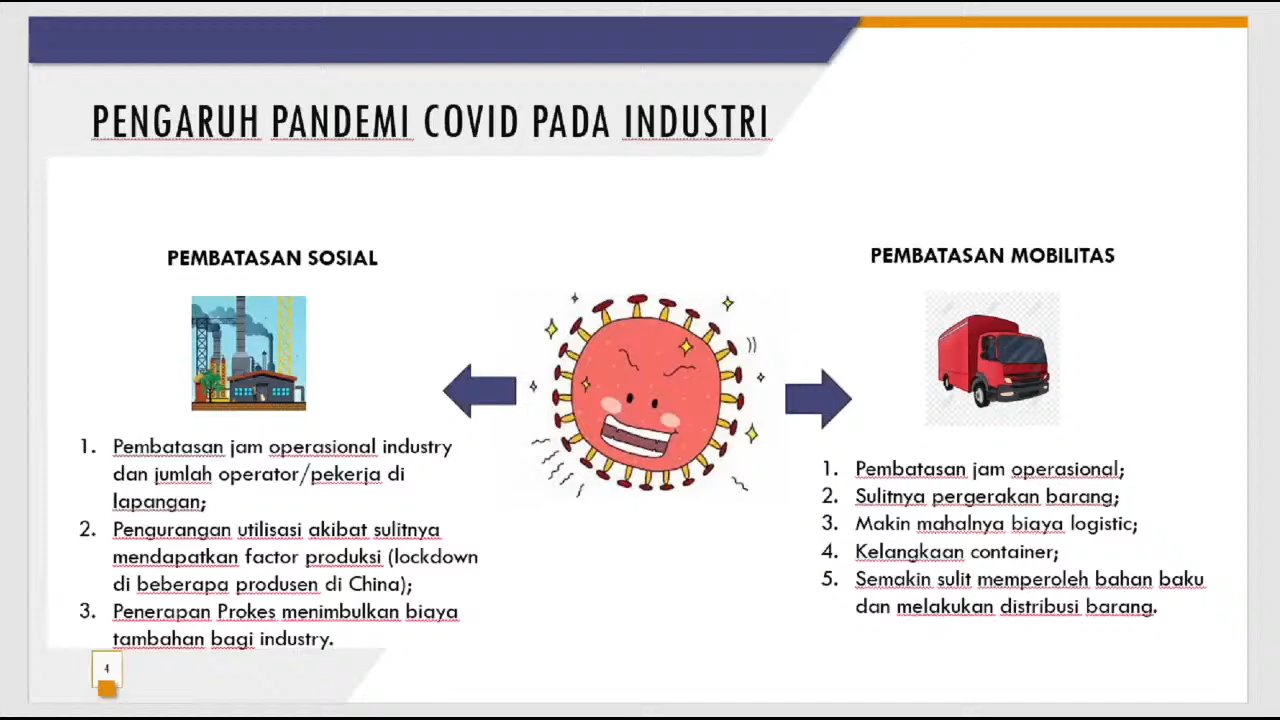 PENGARUH PANDEMI COVID PADA INDUSTRI
PEMBATASAN SOSIAL
1. Pembatasan jam operasional industry
dan jumlah operator/pekerja di
lapangan;
2. Pengurangan utilisasi akibat sulitnya
mendapatkan factor produksi (lockdown
di beberapa produsen di China);
3. Penerapan Prokes menimbulkan biaya
tambahan bagi industry.
PEMBATASAN MOBILITAS
1. Pembatasan jam operasional;
2. Sulitnya pergerakan barang;
3. Makin mahalnya biaya logistic;
4. Kelangkaan container;
5. Semakin sulit memperoleh bahan baku
dan melakukan distribusi barang.
4